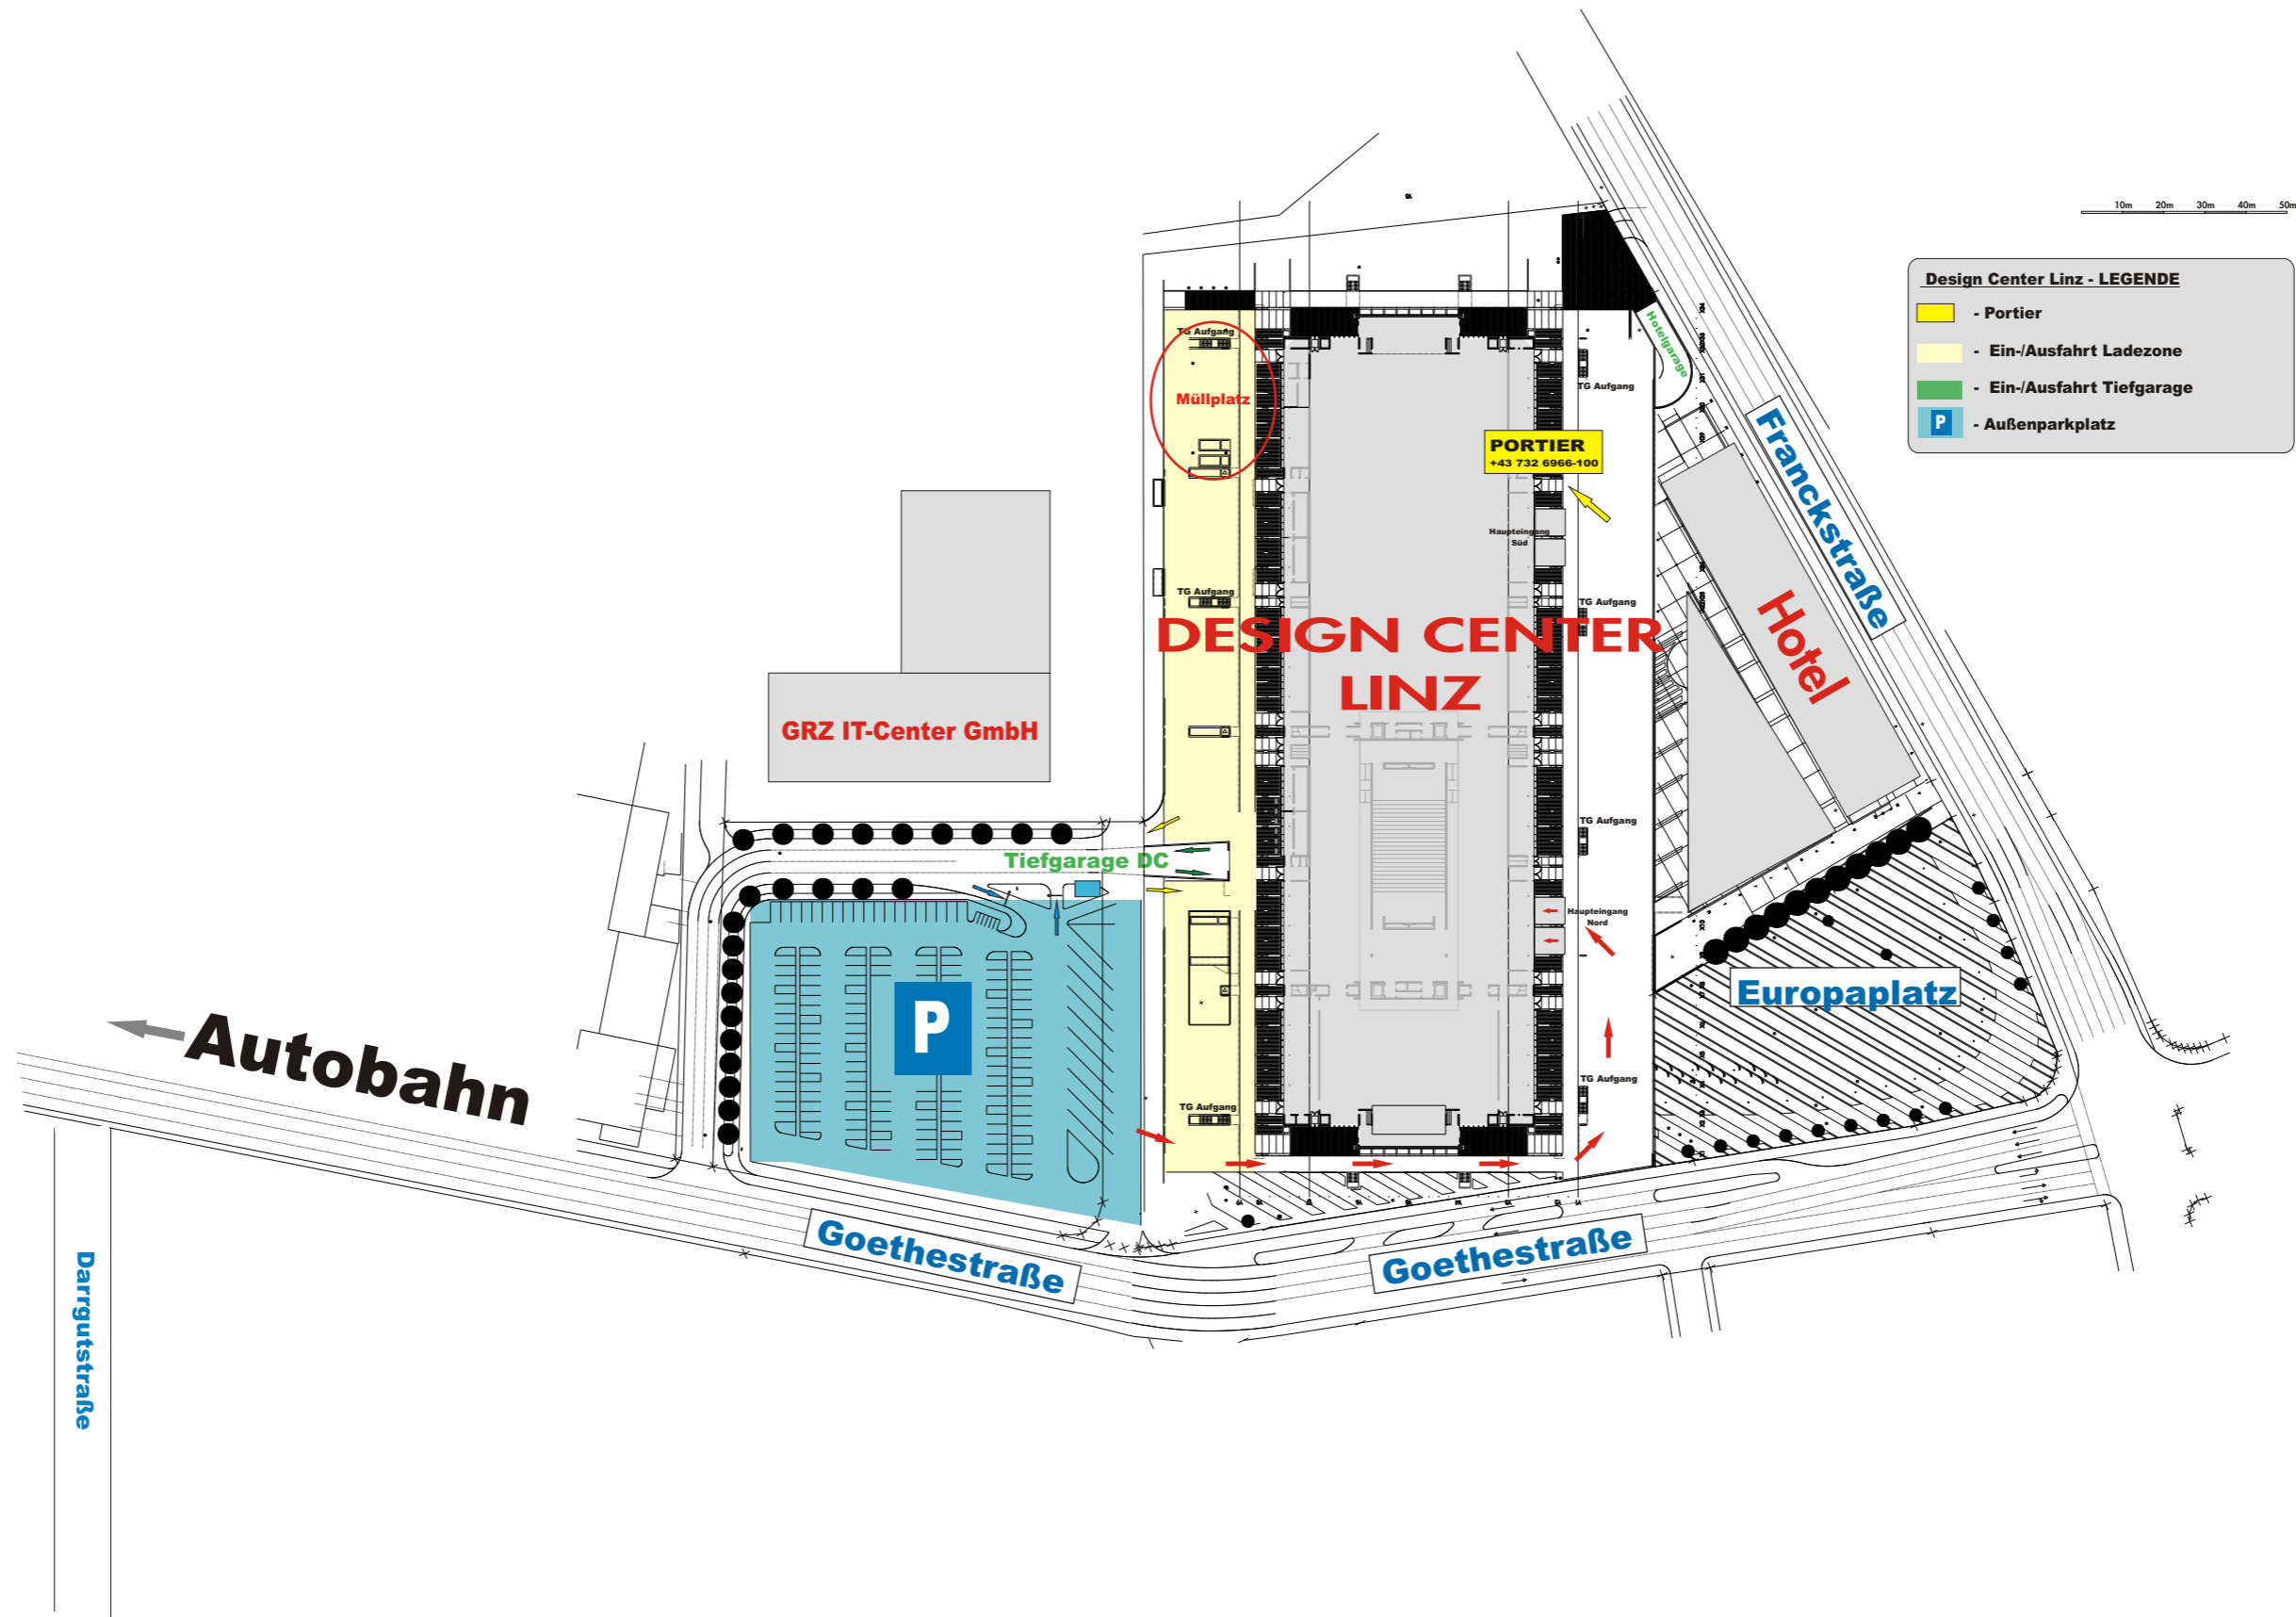 10m 20m 30m 40m 50m
Design Center Linz - LEGENDE
- Portier
- Ein-/Ausfahrt Ladezone
- Ein-/Ausfahrt Tiefgarage
P - Außenparkplatz
TG Aufgang
Müllplatz
Hotelgarage
TG Aufgang
PORTIER
+43 732 6966-100
Franckstraße
Haupteingang
Süd
TG Aufgang
TG Aufgang
DESIGN CENTER
LINZ
Hotel
GRZ IT-Center GmbH
TG Aufgang
Tiefgarage DC
Haupteingang
Nord
Europaplatz
P
Autobahn
TG Aufgang
TG Aufgang
Goethestraße
Goethestraße
Darrgutstraße